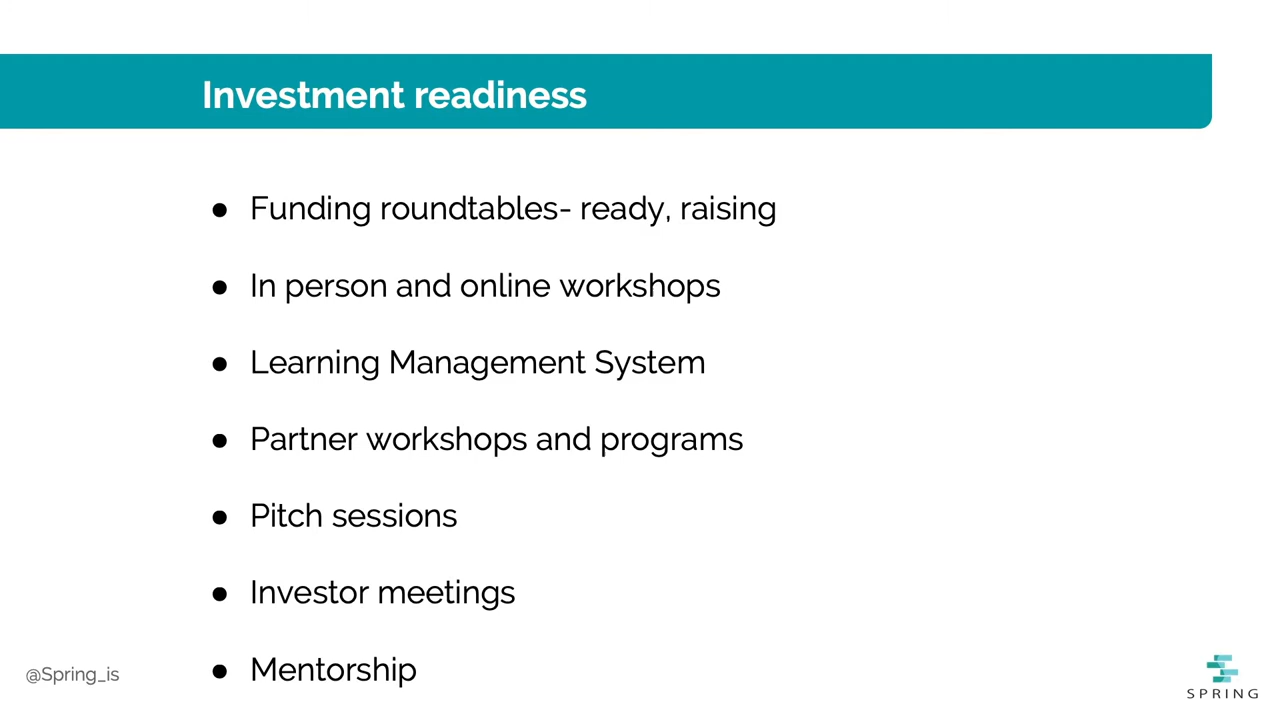 Investment readiness
● Funding roundtables- ready, raising
● In person and online workshops
● Learning Management System
● Partner workshops and programs
● Pitch sessions
● Investor meetings
● Mentorship
@Spring_is
SPRING